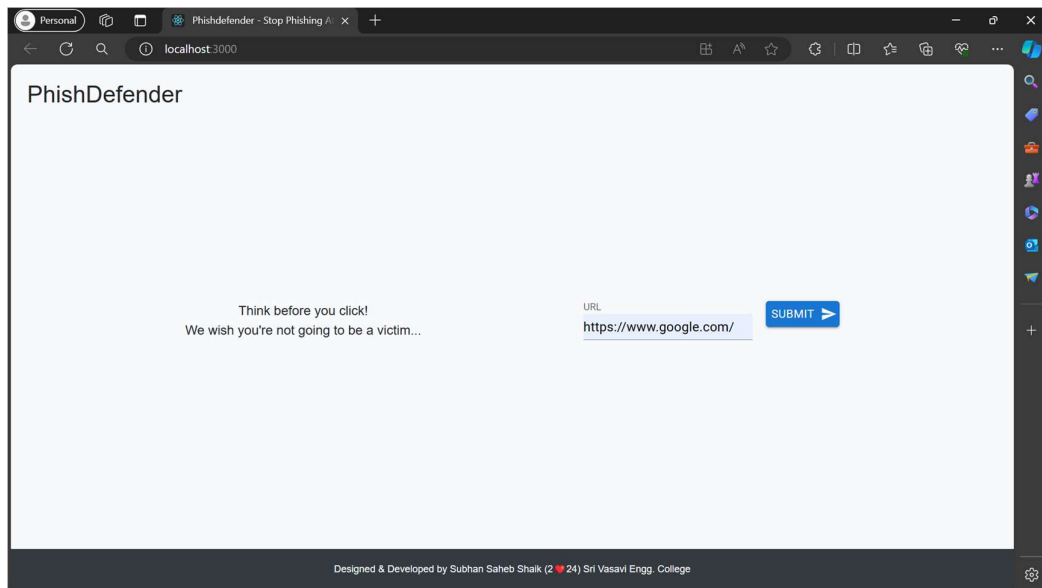 Personal
Phishdefender - Stop Phishing A
localhost:3000
PhishDefender
Think before you click!
We wish you're not going to be a victim...
URL
https://www.google.com/
SUBMIT
Designed & Developed by Subhan Saheb Shaik (2❤️24) Sri Vasavi Engg. College